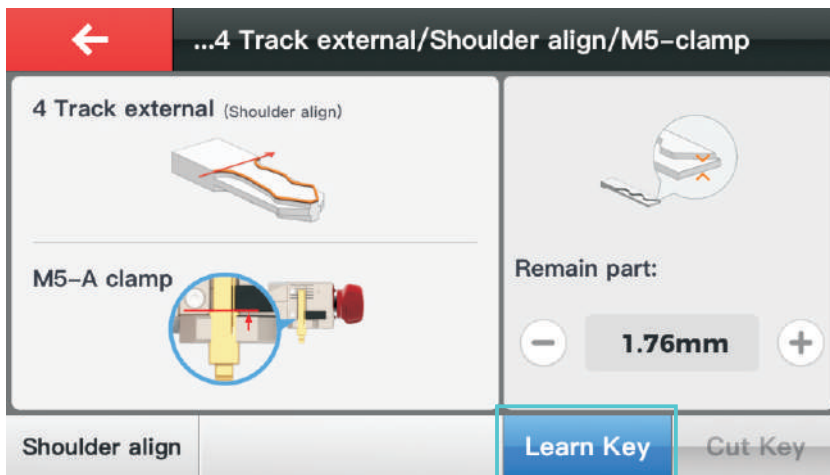 ...4 Track external/Shoulder align/M5-clamp
4 Track external (Shoulder align)
M5-A clamp
Remain part:
1.76mm
Shoulder align
Learn Key
Cut Key